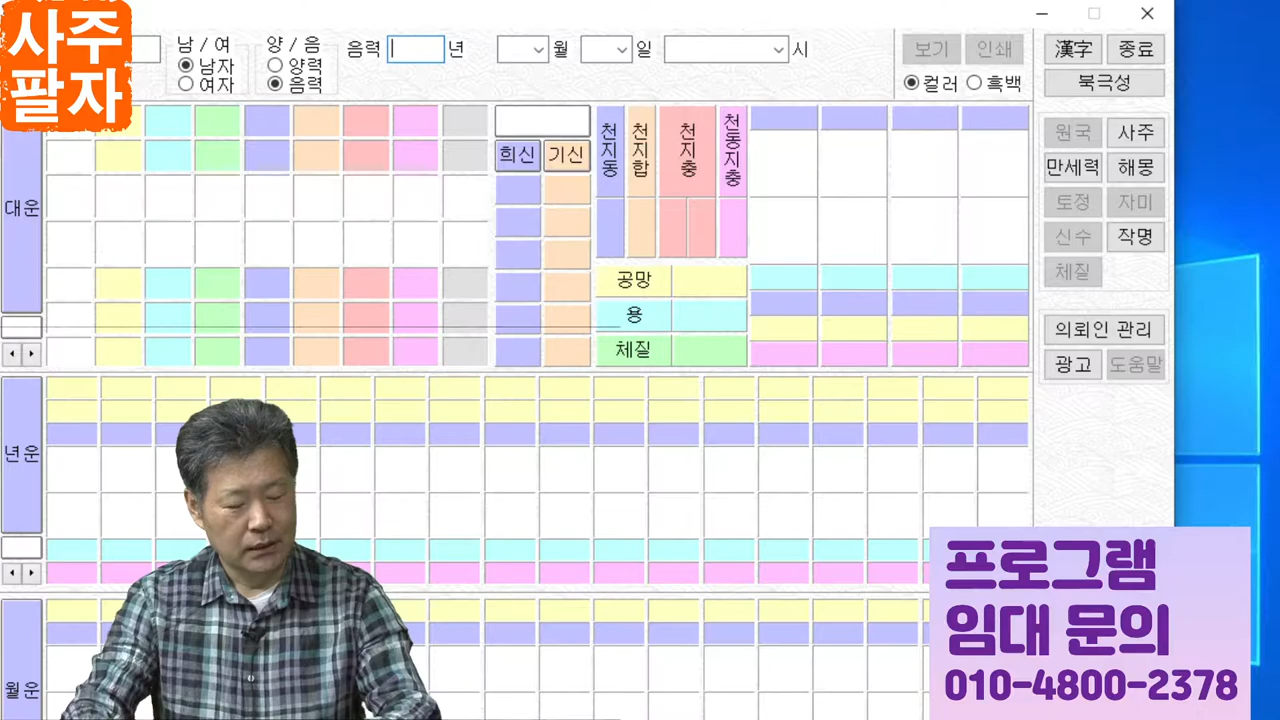 사주
팔자
남 / 여
남자
여자
양 / 음
양력
음력
음력
년
월
일
시
보기
인쇄
컬러
흑백
漢字
종료
북극성
원국
사주
만세력
해몽
토정
자미
신수
작명
체질
의뢰인 관리
광고
도움말
대운
희신
기신
천지동
천지합
천지충
천동지충
공망
용
체질
년운
월운
프로그램
임대 문의
010-4800-2378